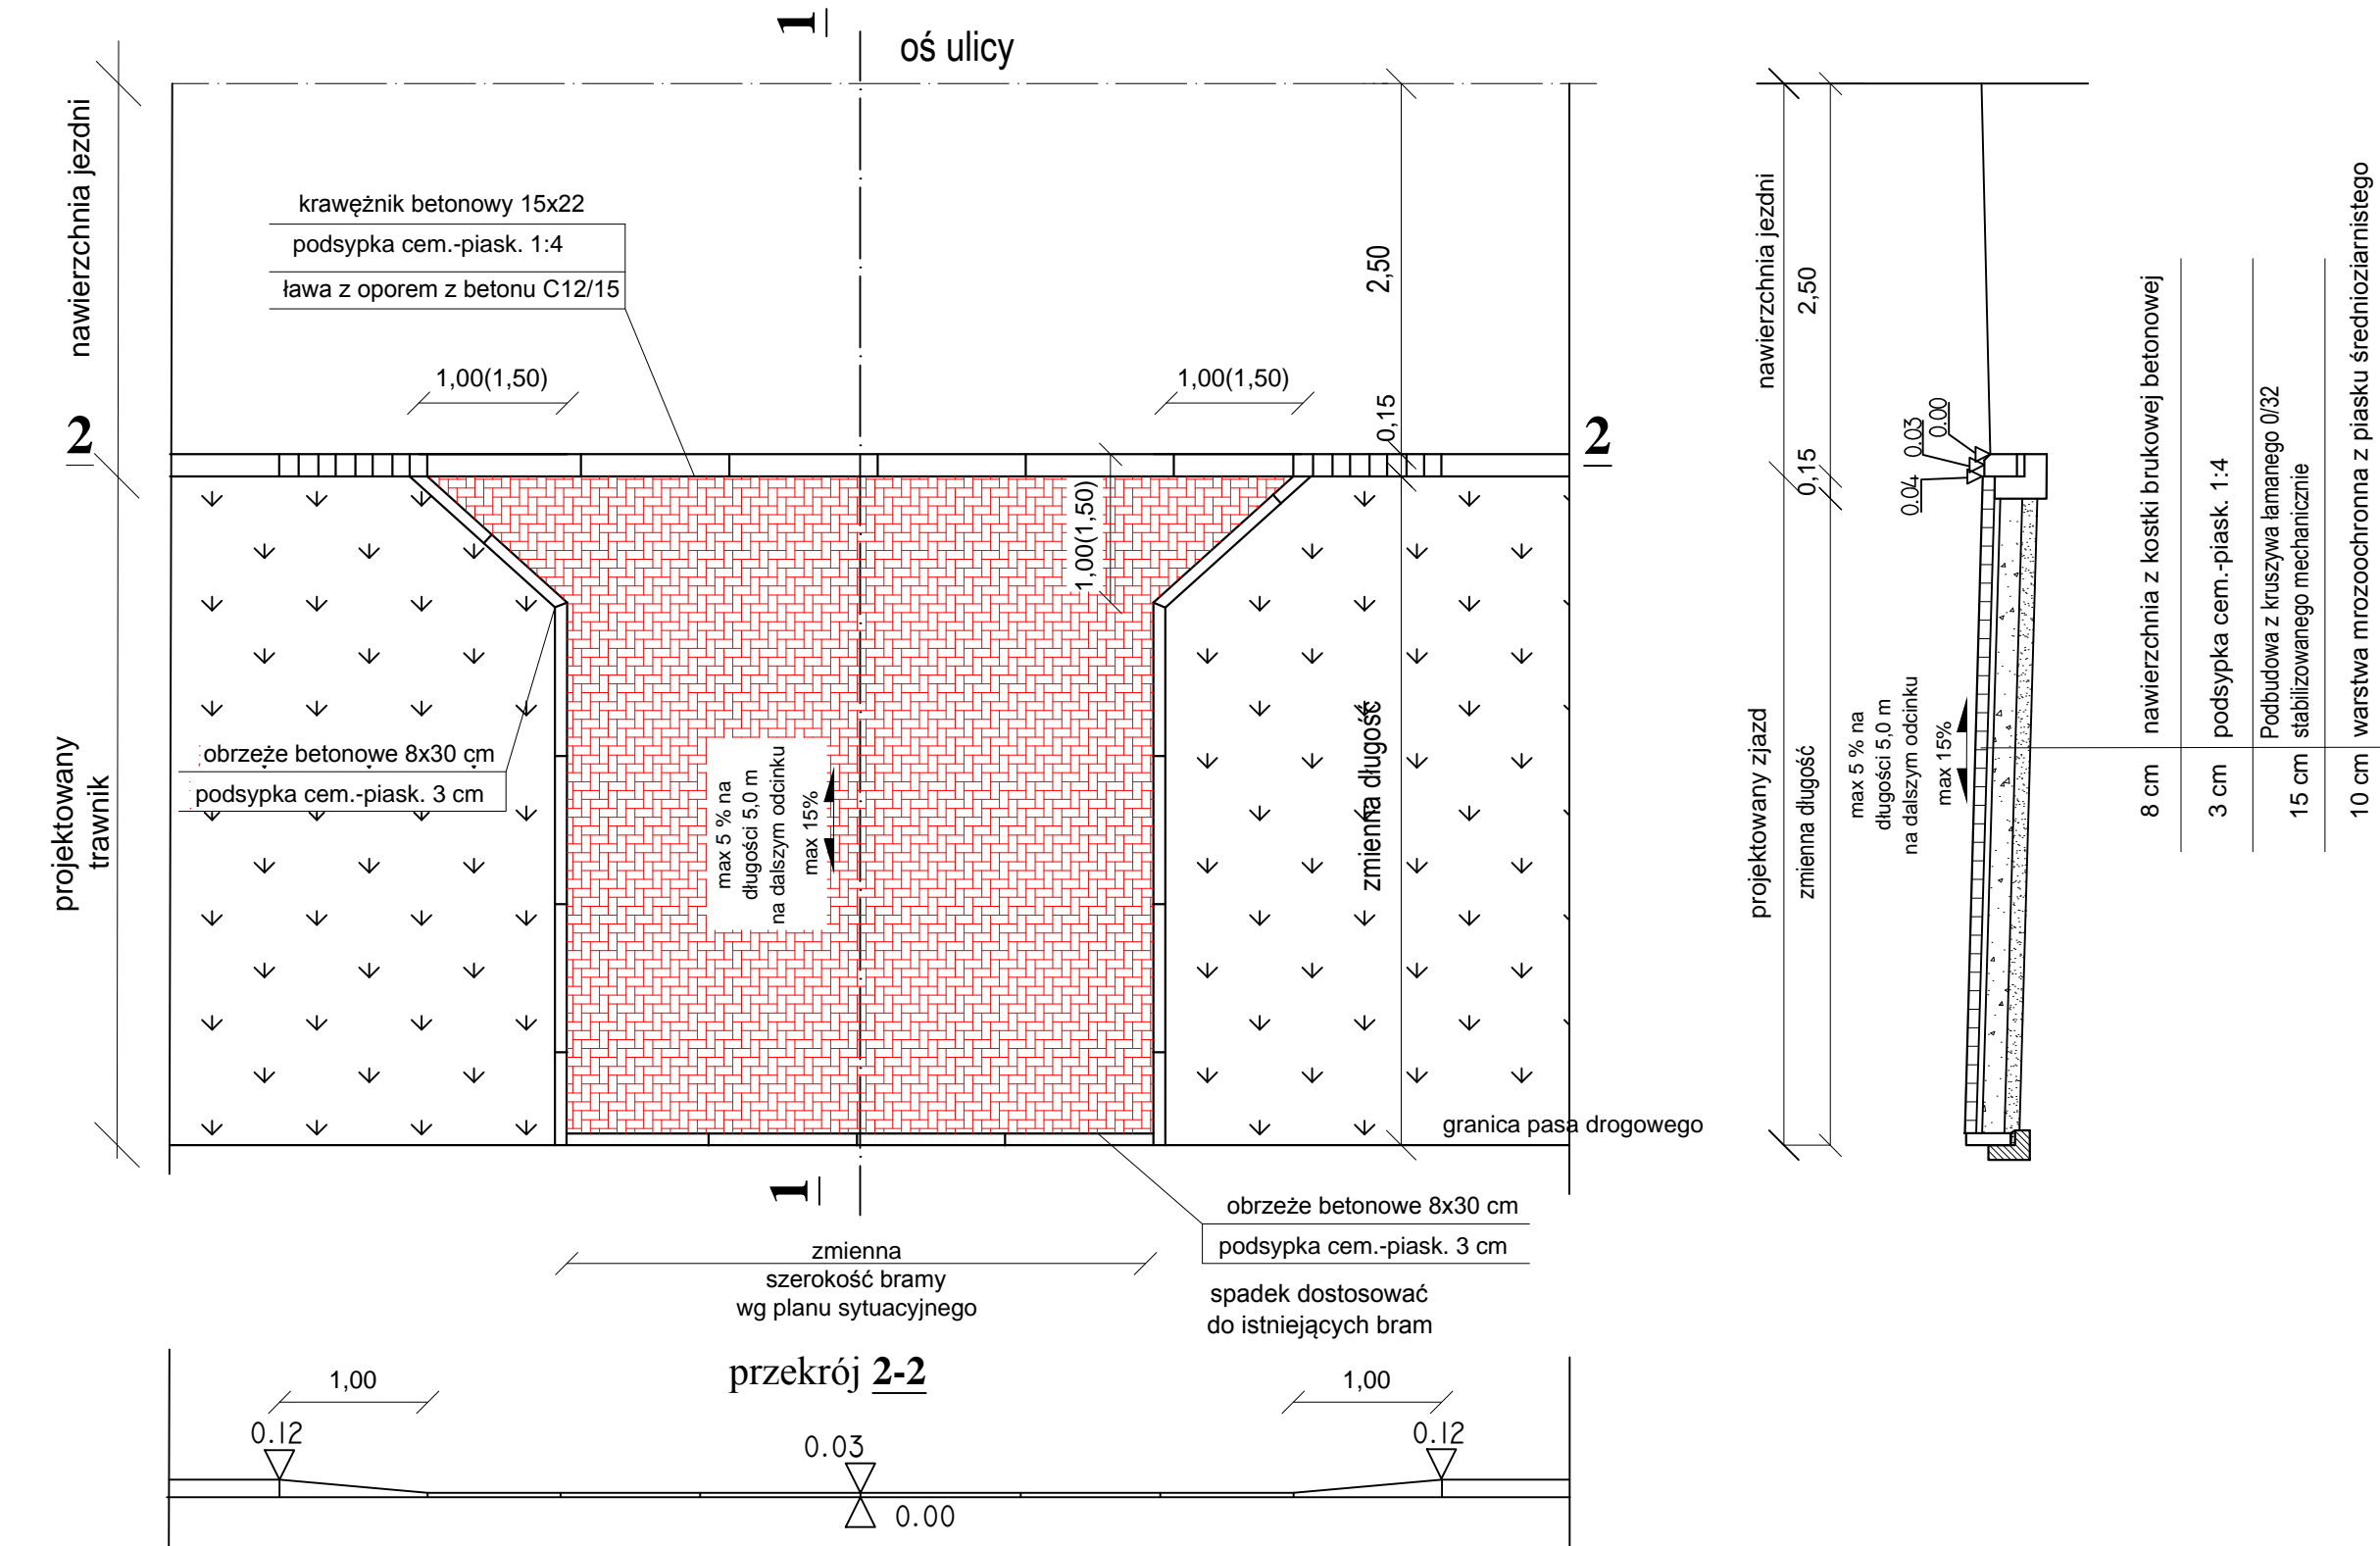 1
oś ulicy
nawierzchnia jezdni
krawężnik betonowy 15x22
podsypka cem.-piask. 1:4
ława z oporem z betonu C12/15
2,50
1,00(1,50)
1,00(1,50)
0,15
2
2
1,00(1,50)
projektowany
trawnik
obrzeże betonowe 8x30 cm
podsypka cem.-piask. 3 cm
max 5 % na
długości 5,0 m
na dalszym odcinku
max 15%
zmienna długość
granica pasa drogowego
1
obrzeże betonowe 8x30 cm
podsypka cem.-piask. 3 cm
zmienna
szerokość bramy
wg planu sytuacyjnego
spadek dostosować
do istniejących bram
przekrój 2-2
1,00
1,00
0.12
0.03
0.12
0.00
nawierzchnia jezdni
2,50
0,15
0.04
0.03
0.00
projektowany zjazd
zmienna długość
max 5 % na
długości 5,0 m
na dalszym odcinku
max 15%
8 cm nawierzchnia z kostki brukowej betonowej
3 cm podsypka cem.-piask. 1:4
Podbudowa z kruszywa łamanego 0/32
15 cm stabilizowanego mechanicznie
10 cm warstwa mrozoochronna z piasku średnioziarnistego